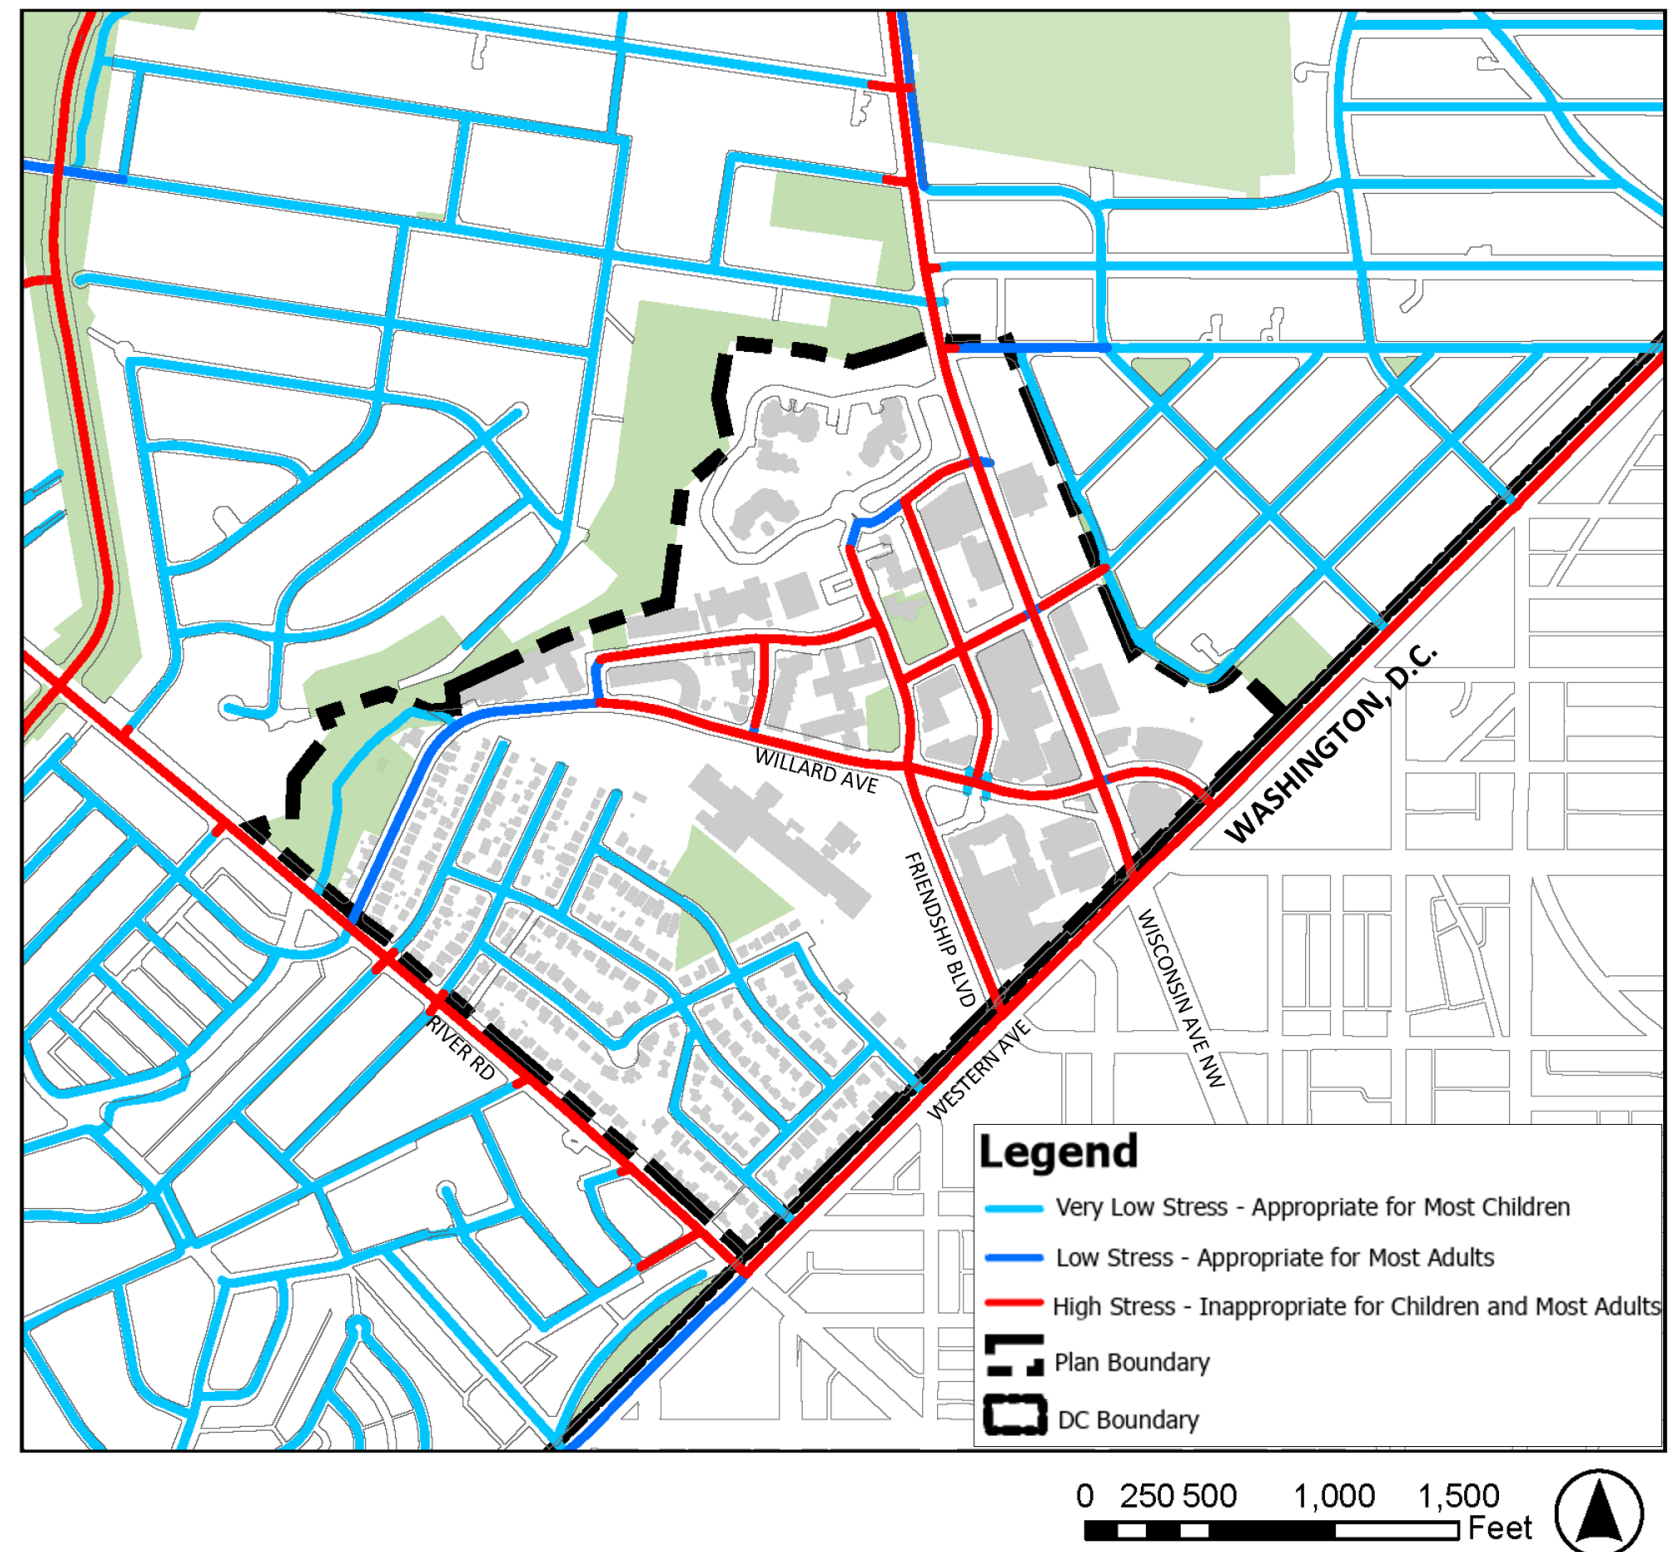 WASHINGTON, D.C.
WILLARD AVE
FRIENDSHIP BLVD
WISCONSIN AVE NW
RIVER RD
WESTERN AVE
Legend
Very Low Stress - Appropriate for Most Children
Low Stress - Appropriate for Most Adults
High Stress - Inappropriate for Children and Most Adults
Plan Boundary
DC Boundary
0 250 500 1,000 1,500
Feet